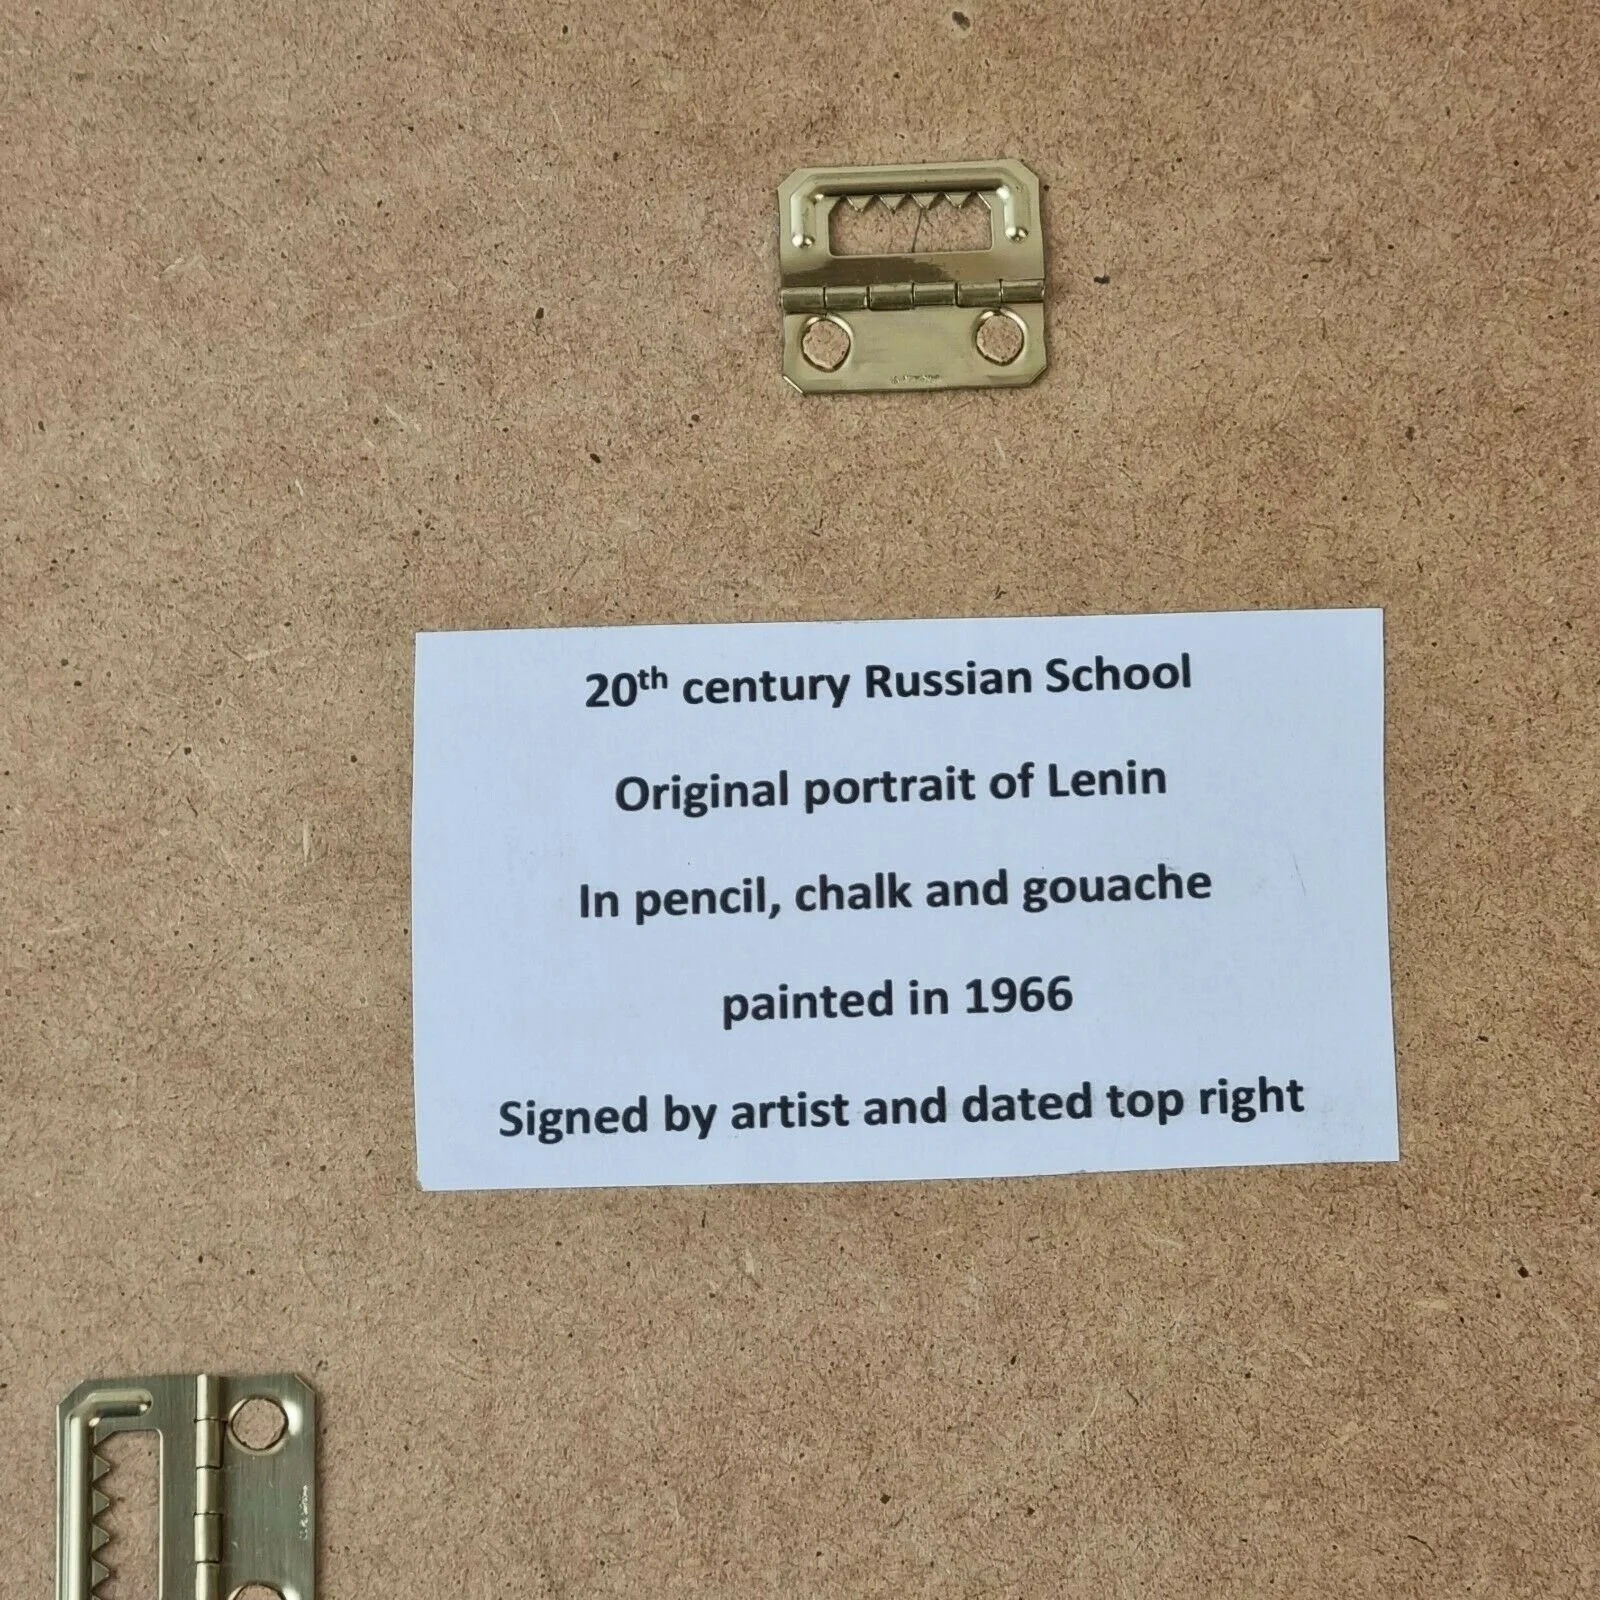 20th century Russian School
Original portrait of Lenin
In pencil, chalk and gouache
painted in 1966
Signed by artist and dated top right